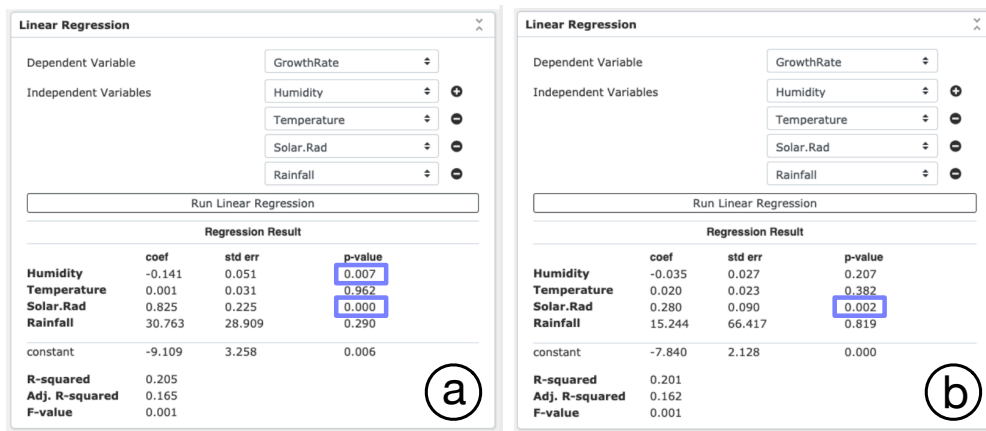 Linear Regression
Dependent Variable GrowthRate
Independent Variables Humidity
Temperature
Solar.Rad
Rainfall
Run Linear Regression
Regression Result
coef std err p-value
Humidity -0.141 0.051 0.007
Temperature 0.001 0.031 0.962
Solar.Rad 0.825 0.225 0.000
Rainfall 30.763 28.909 0.290
constant -9.109 3.258 0.006
R-squared 0.205
Adj. R-squared 0.165
F-value 0.001
a
Linear Regression
Dependent Variable GrowthRate
Independent Variables Humidity
Temperature
Solar.Rad
Rainfall
Run Linear Regression
Regression Result
coef std err p-value
Humidity -0.035 0.027 0.207
Temperature 0.020 0.023 0.382
Solar.Rad 0.280 0.090 0.002
Rainfall 15.244 66.417 0.819
constant -7.840 2.128 0.000
R-squared 0.201
Adj. R-squared 0.162
F-value 0.001
b